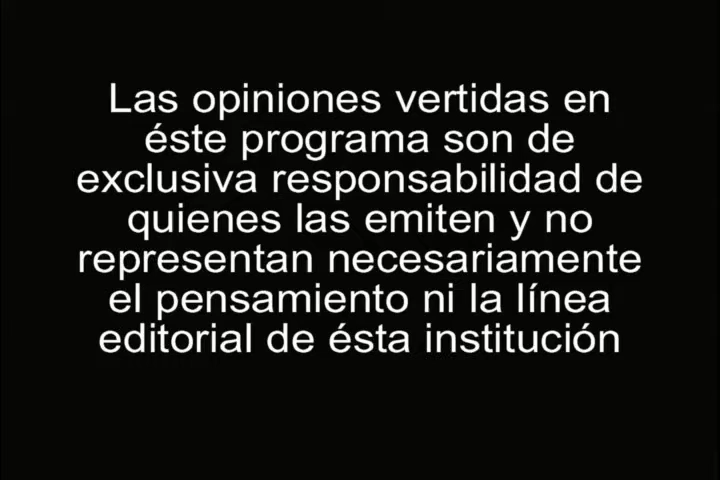 Las opiniones vertidas en
éste programa son de
exclusiva responsabilidad de
quienes las emiten y no
representan necesariamente
el pensamiento ni la línea
editorial de ésta institución